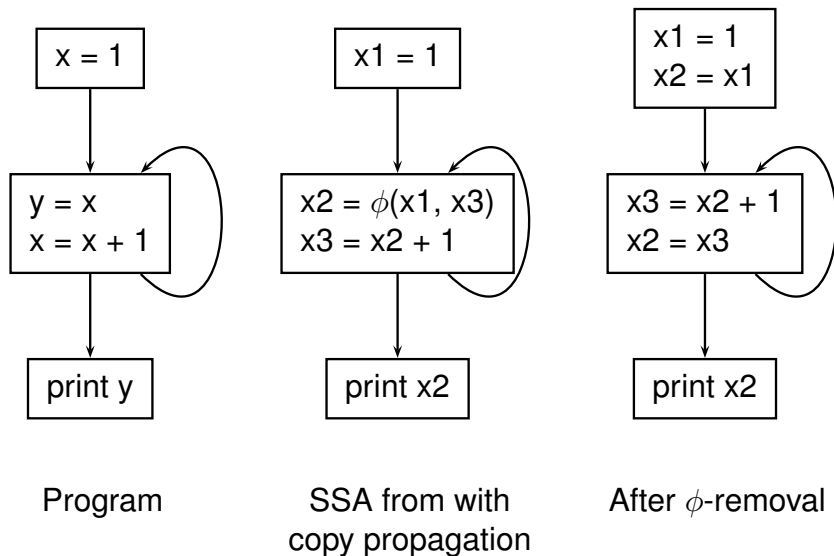 x = 1
y = x
x = x + 1
print y
Program
x1 = 1
x2 = ϕ(x1, x3)
x3 = x2 + 1
print x2
SSA from with
copy propagation
x1 = 1
x2 = x1
x3 = x2 + 1
x2 = x3
print x2
After ϕ-removal